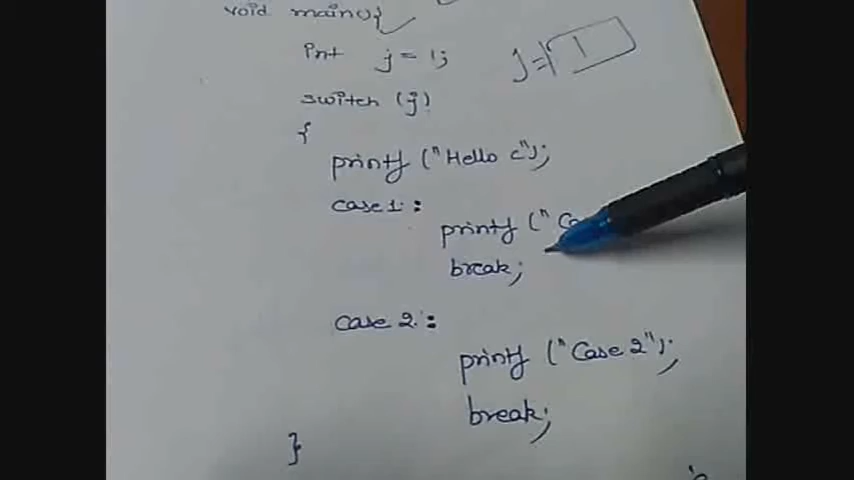 void main(){
int j = 1;
j = 1
switch (j)
{
printf ("Hello c");
case 1 :
printf ("
break;
case 2 :
printf ("Case 2");
break;
}